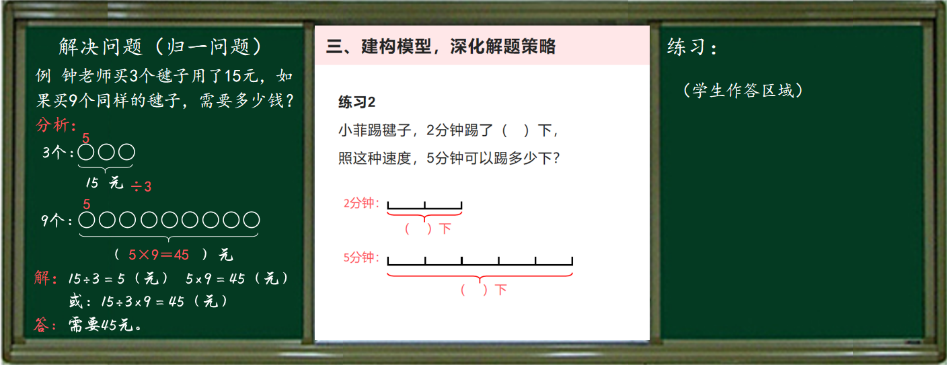 解决问题（归一问题）
例 钟老师买3个毽子用了15元，如
果买9个同样的毽子，需要多少钱？
分析：
5
3个：
15 元 ÷3
5
9个：
（ 5×9=45 ）元
解：15÷3=5（元） 5×9=45（元）
或：15÷3×9=45（元）
答：需要45元。
三、建构模型，深化解题策略
练习2
小菲踢毽子，2分钟踢了（ ）下，
照这种速度，5分钟可以踢多少下？
2分钟：
（ ）下
5分钟：
（ ）下
练习：
（学生作答区域）